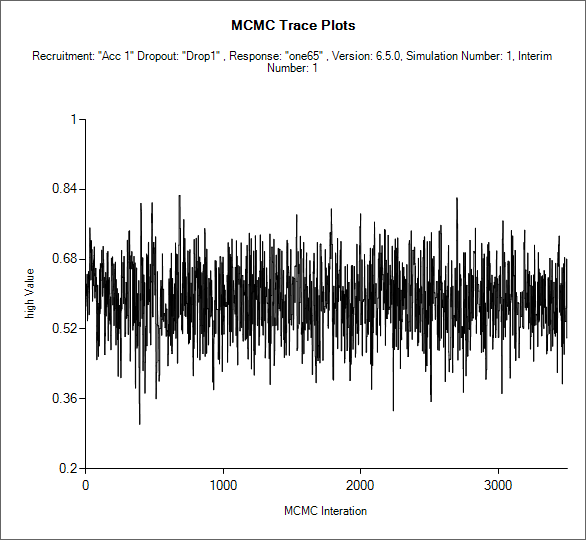 MCMC Trace Plots
Recruitment: "Acc 1" Dropout: "Drop1" , Response: "one65" , Version: 6.5.0, Simulation Number: 1, Interim
Number: 1
1
0.84
0.68
0.52
0.36
0.2
high Value
0 1000 2000 3000
MCMC Interation